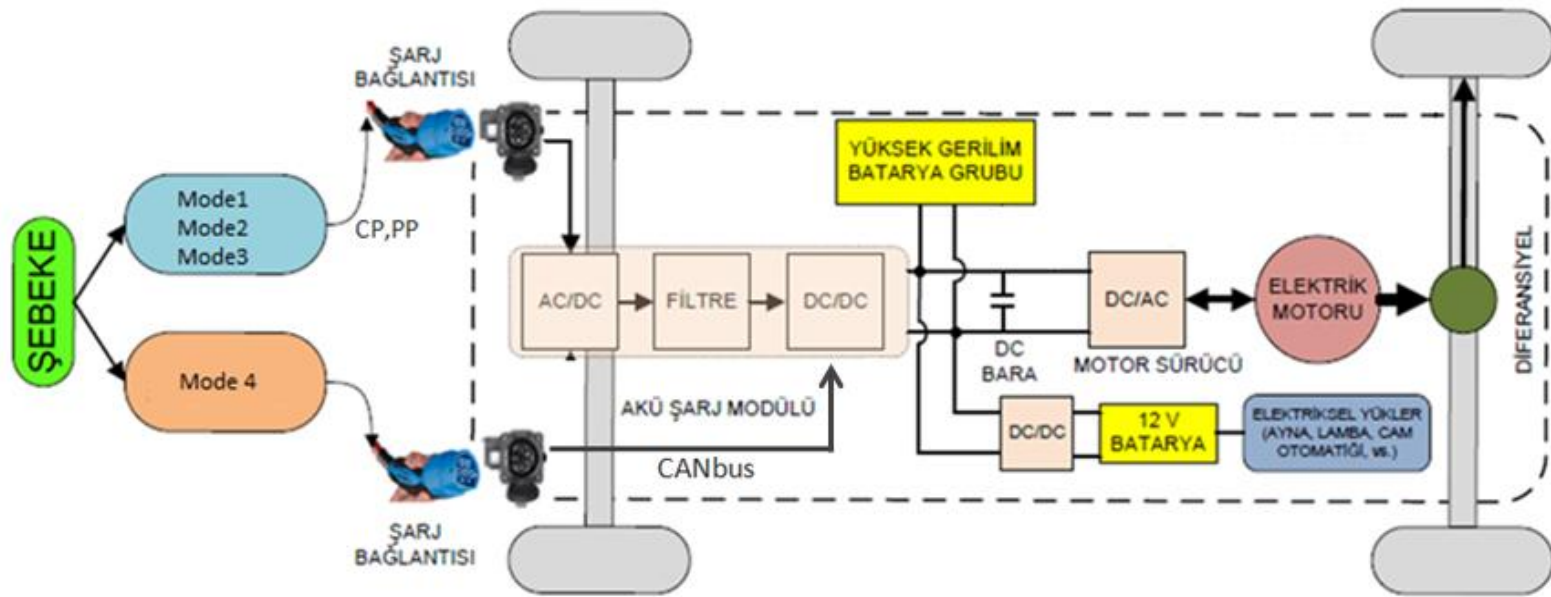 ŞEBEKE
Mode1
Mode2
Mode3
Mode 4
CP,PP
ŞARJ
BAĞLANTISI
ŞARJ
BAĞLANTISI
AC/DC
FİLTRE
DC/DC
AKÜ ŞARJ MODÜLÜ
CANbus
YÜKSEK GERİLİM
BATARYA GRUBU
DC
BARA
DC/AC
MOTOR SÜRÜCÜ
ELEKTRİK
MOTORU
DC/DC
12 V
BATARYA
ELEKTRİKSEL YÜKLER
(AYNA, LAMBA, CAM
OTOMATİĞİ, vs.)
DİFERANSİYEL